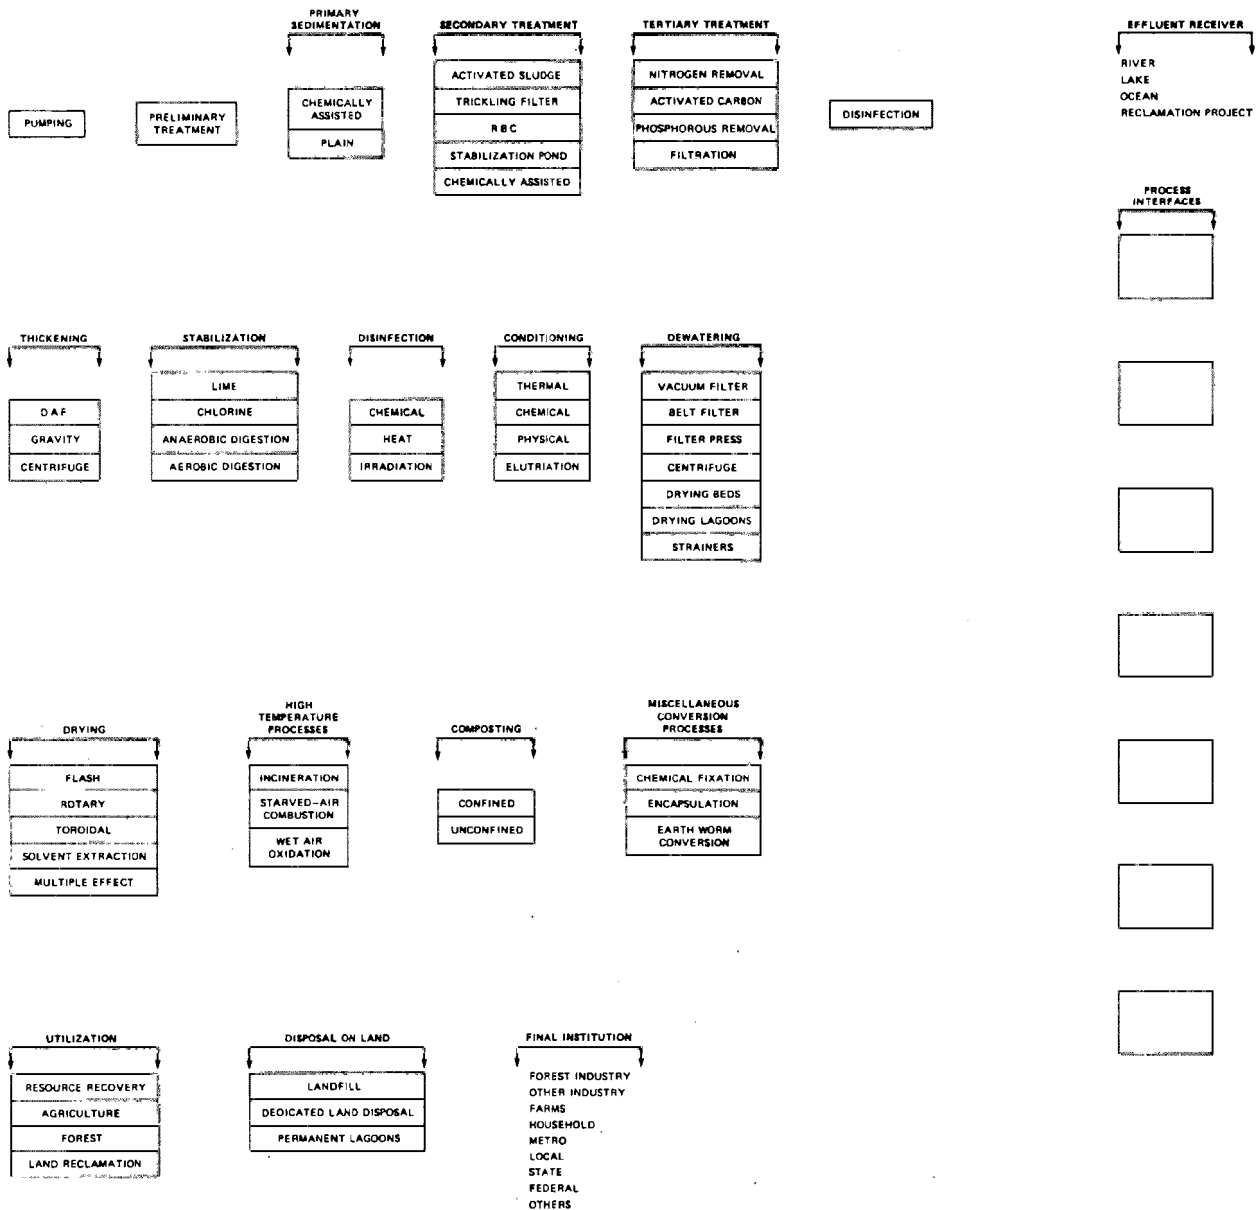 PRIMARY
SEDIMENTATION
CHEMICALLY
ASSISTED
PLAIN
SECONDARY TREATMENT
ACTIVATED SLUDGE
TRICKLING FILTER
RBC
STABILIZATION POND
CHEMICALLY ASSISTED
TERTIARY TREATMENT
NITROGEN REMOVAL
ACTIVATED CARBON
PHOSPHOROUS REMOVAL
FILTRATION
EFFLUENT RECEIVER
RIVER
LAKE
OCEAN
RECLAMATION PROJECT
PUMPING
PRELIMINARY
TREATMENT
DISINFECTION
PROCESS
INTERFACES
THICKENING
DAF
GRAVITY
CENTRIFUGE
STABILIZATION
LIME
CHLORINE
ANAEROBIC DIGESTION
AEROBIC DIGESTION
DISINFECTION
CHEMICAL
HEAT
IRRADIATION
CONDITIONING
THERMAL
CHEMICAL
PHYSICAL
ELUTRIATION
DEWATERING
VACUUM FILTER
BELT FILTER
FILTER PRESS
CENTRIFUGE
DRYING BEDS
DRYING LAGOONS
STRAINERS
DRYING
FLASH
ROTARY
TOROIDAL
SOLVENT EXTRACTION
MULTIPLE EFFECT
HIGH
TEMPERATURE
PROCESSES
INCINERATION
STARVED-AIR
COMBUSTION
WET AIR
OXIDATION
COMPOSTING
CONFINED
UNCONFINED
MISCELLANEOUS
CONVERSION
PROCESSES
CHEMICAL FIXATION
ENCAPSULATION
EARTH WORM
CONVERSION
UTILIZATION
RESOURCE RECOVERY
AGRICULTURE
FOREST
LAND RECLAMATION
DISPOSAL ON LAND
LANDFILL
DEDICATED LAND DISPOSAL
PERMANENT LAGOONS
FINAL INSTITUTION
FOREST INDUSTRY
OTHER INDUSTRY
FARMS
HOUSEHOLD
METRO
LOCAL
STATE
FEDERAL
OTHERS